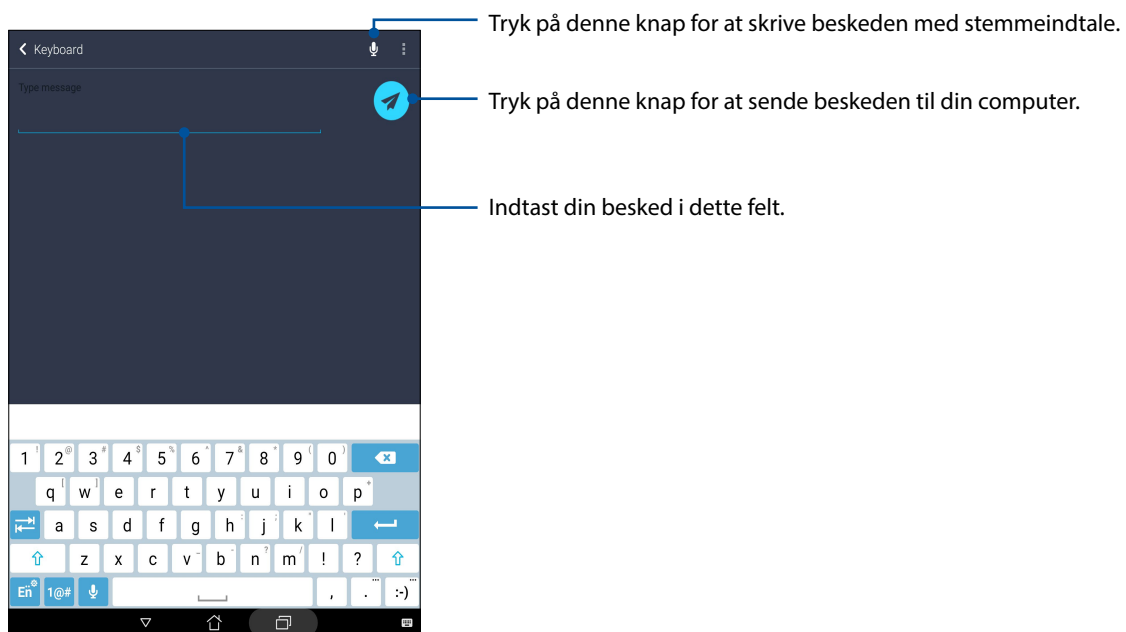 Tryk på denne knap for at skrive beskeden med stemmeindtale.
Keyboard
Type message
Tryk på denne knap for at sende beskeden til din computer.
Indtast din besked i dette felt.
1 ! 2 @ 3 # 4 $ 5 % 6 ^ 7 & 8 * 9 ( 0 )
q [ w ] e r t y u i o p +
a s d f g h : j ; k " l '
z x c v - b - n ? m / ! ?
En 1@# , . ... :-) ...